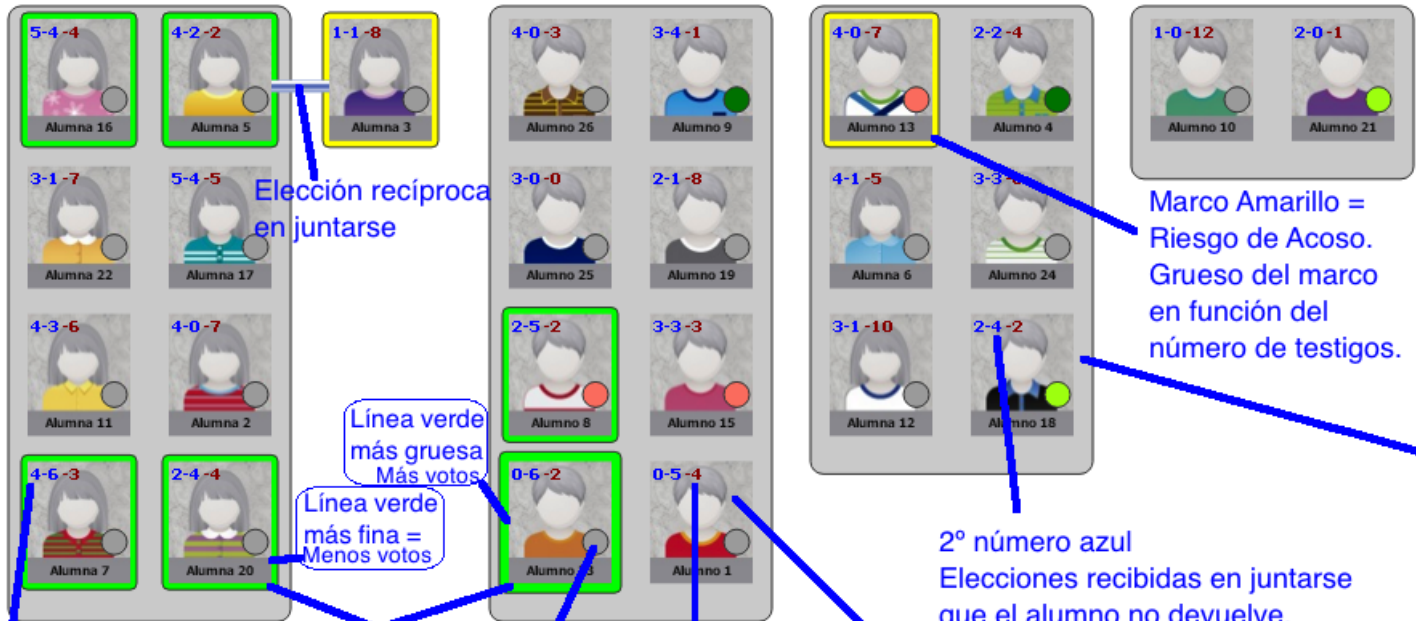 5-4-4 4-2-2 1-1-8 4-0-3 3-4-1 4-0-7 2-2-4 1-0-12 2-0-1
Alumna 16 Alumna 5 Alumna 3 Alumno 26 Alumno 9 Alumno 13 Alumno 4 Alumno 10 Alumno 21
3-1-7 5-4-5 3-0-0 2-1-8 4-1-5 3-3-
Alumna 22 Alumna 17 Alumno 25 Alumno 19 Alumna 6 Alumno 24
Elección recíproca
en juntarse
Marco Amarillo =
Riesgo de Acoso.
Grueso del marco
en función del
número de testigos.
4-3-6 4-0-7 2-5-2 3-3-3 3-1-10 2-4-2
Alumna 11 Alumna 2 Alumno 8 Alumno 15 Alumna 12 Alumno 18
Línea verde
más gruesa
Más votos
4-6-3 2-4-4 0-6-2 0-5-4
Alumna 7 Alumna 20 Alumno 1
Línea verde
más fina =
Menos votos
2º número azul
Elecciones recibidas en juntarse
que el alumno no devuelve